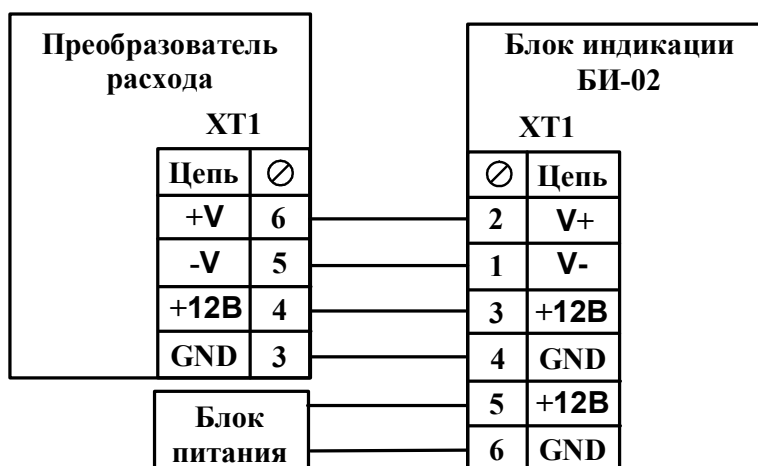 Преобразователь
расхода
XT1
Цепь ⊘
+V 6
-V 5
+12В 4
GND 3
Блок
питания
Блок индикации
БИ-02
XT1
⊘ Цепь
2 V+
1 V-
3 +12В
4 GND
5 +12В
6 GND